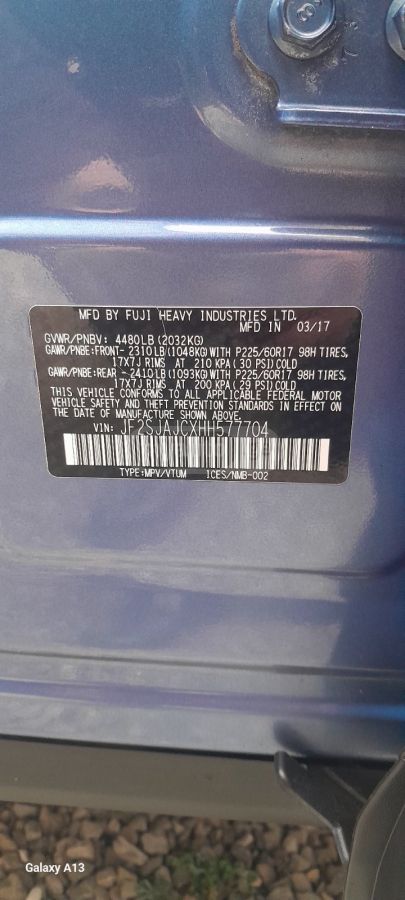 8
7 3
MFD BY FUJI HEAVY INDUSTRIES LTD.
MFD IN 03/17
GVWR/PNBV: 4480LB(2032KG)
GAWR/PNBE:FRONT-2310LB(1048KG)WITH P225/60R17 98H TIRES,
17X7J RIMS AT 210 KPA(30 PSI)COLD
GAWR/PNBE:REAR -2410LB(1093KG)WITH P225/60R17 98H TIRES,
17X7J RIMS AT 200 KPA(29 PSI)COLD
THIS VEHICLE CONFORMS TO ALL APPLICABLE FEDERAL MOTOR
VEHICLE SAFETY AND THEFT PREVENTION STANDARDS IN EFFECT
ON THE DATE OF MANUFACTURE SHOWN ABOVE.
VIN: JF2SJAJCXHH577704
TYPE:MPV/VTUM ICES/NMB-002
Galaxy A13